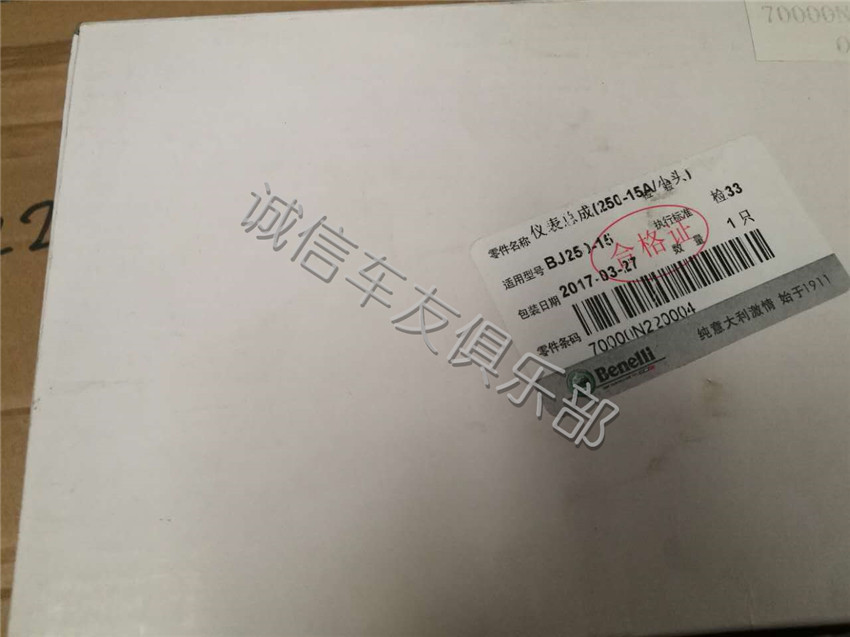 70000N
诚信车友俱乐部
零件名称 仪表总成(250-15A/小头)
适用型号 BJ250-15 执行标准 检33
合格证
包装日期 2017-03-27 数量 1只
零件条码
70000N220004
Benelli 纯意大利激情 始于1911